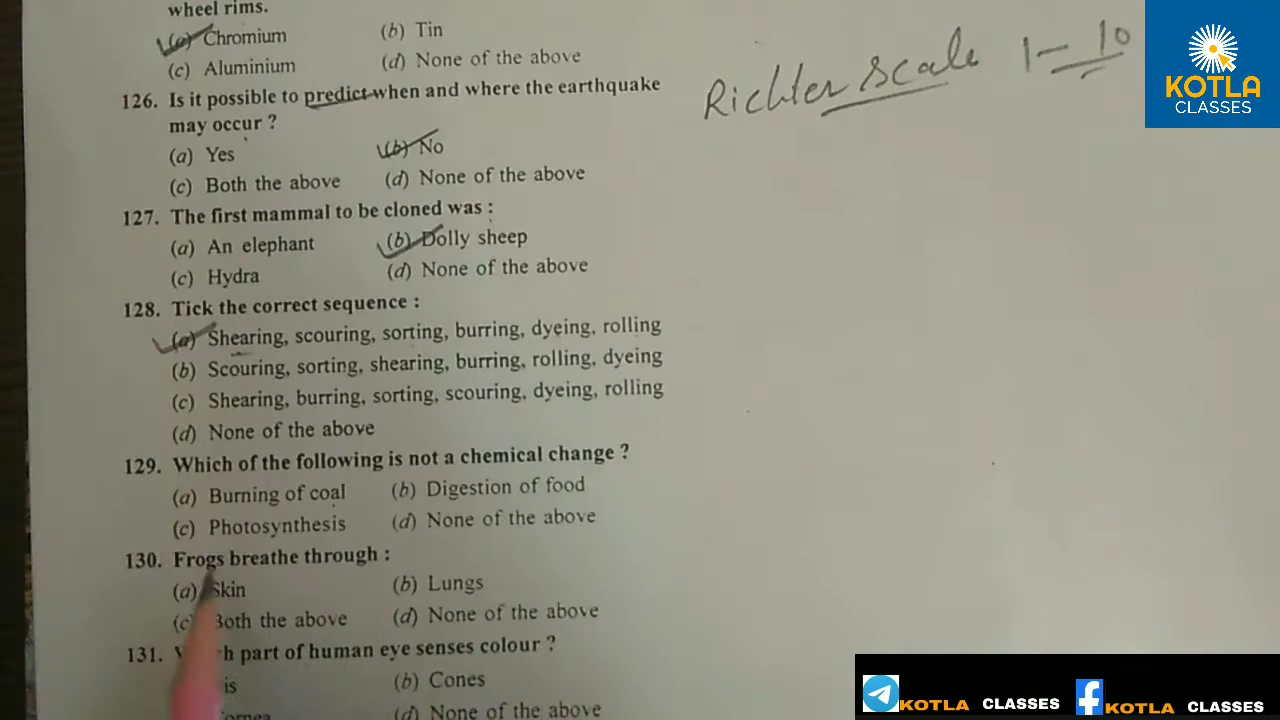 wheel rims.
(a) Chromium (b) Tin
(c) Aluminium (d) None of the above
126. Is it possible to predict when and where the earthquake
may occur ?
(a) Yes (b) No
(c) Both the above (d) None of the above
127. The first mammal to be cloned was :
(a) An elephant (b) Dolly sheep
(c) Hydra (d) None of the above
128. Tick the correct sequence :
(a) Shearing, scouring, sorting, burring, dyeing, rolling
(b) Scouring, sorting, shearing, burring, rolling, dyeing
(c) Shearing, burring, sorting, scouring, dyeing, rolling
(d) None of the above
129. Which of the following is not a chemical change ?
(a) Burning of coal (b) Digestion of food
(c) Photosynthesis (d) None of the above
130. Frogs breathe through :
(a) Skin (b) Lungs
(c) Both the above (d) None of the above
131. part of human eye senses colour ?
(b) Cones
(d) None of the above
Richter scale 1 - 10
KOTLA
CLASSES
KOTLA CLASSES
KOTLA CLASSES